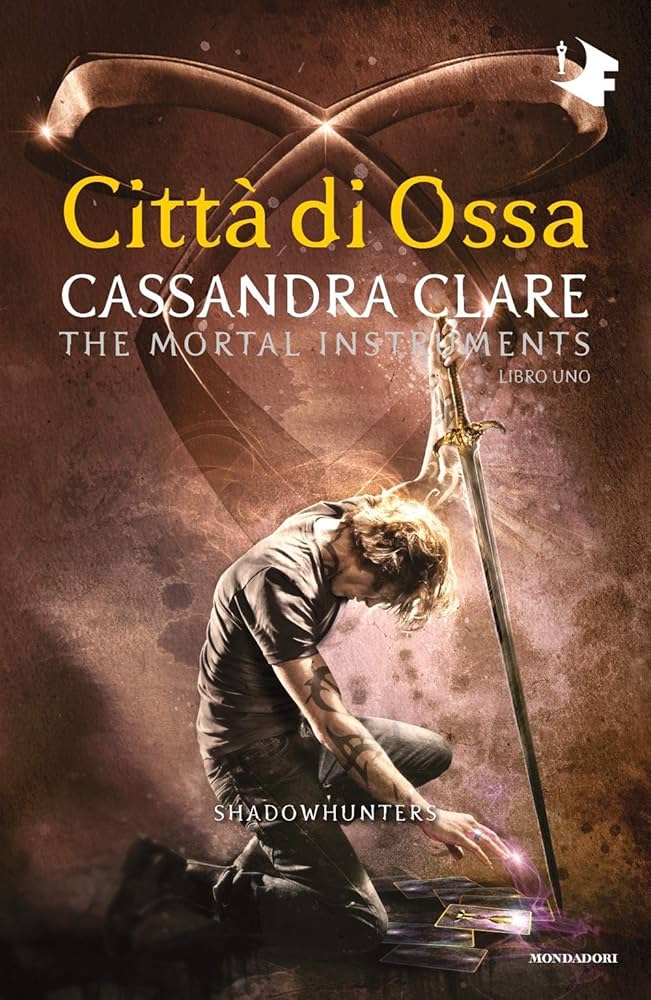 Città di Ossa
CASSANDRA CLARE
THE MORTAL INSTRUMENTS
LIBRO UNO
SHADOWHUNTERS
MONDADORI